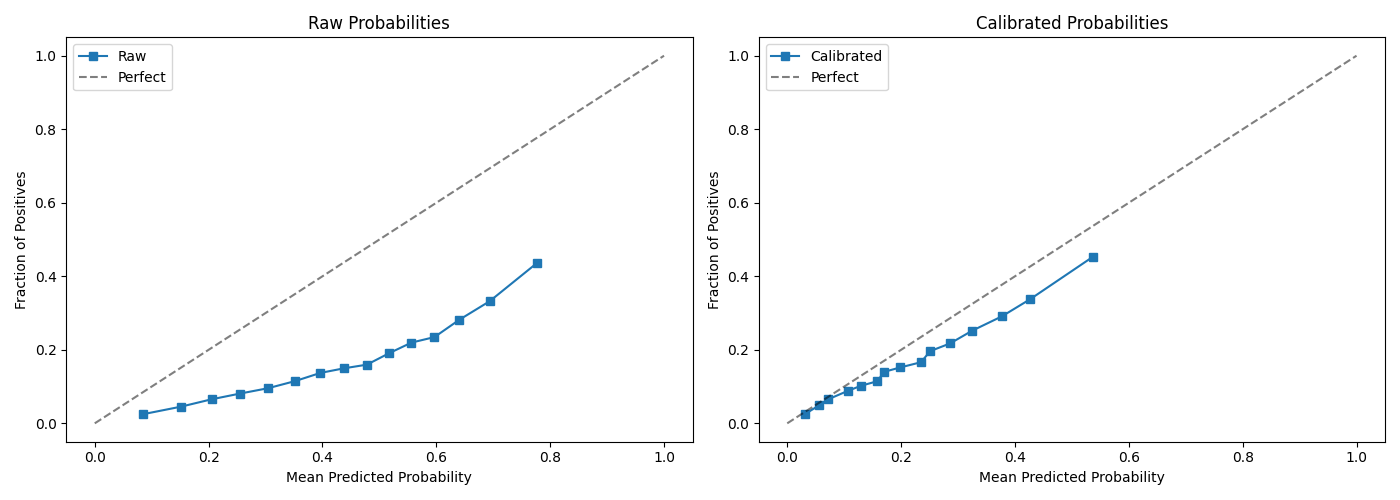 Raw Probabilities
Raw
Perfect
1.0
0.8
0.6
0.4
0.2
0.0
Fraction of Positives
0.0 0.2 0.4 0.6 0.8 1.0
Mean Predicted Probability
Calibrated Probabilities
Calibrated
Perfect
1.0
0.8
0.6
0.4
0.2
0.0
Fraction of Positives
0.0 0.2 0.4 0.6 0.8 1.0
Mean Predicted Probability